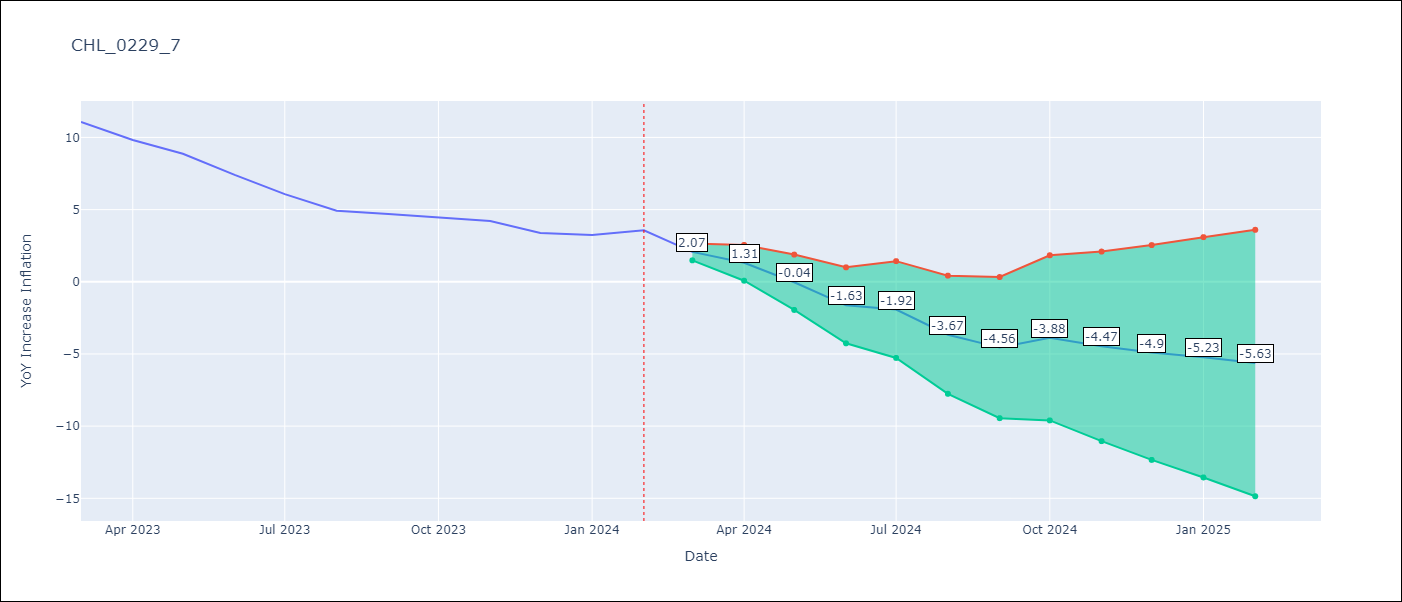 CHL_0229_7
YoY Increase Inflation
10
5
0
−5
−10
−15
2.07
1.31
-0.04
-1.63
-1.92
-3.67
-4.56
-3.88
-4.47
-4.9
-5.23
-5.63
Apr 2023
Jul 2023
Oct 2023
Jan 2024
Apr 2024
Jul 2024
Oct 2024
Jan 2025
Date